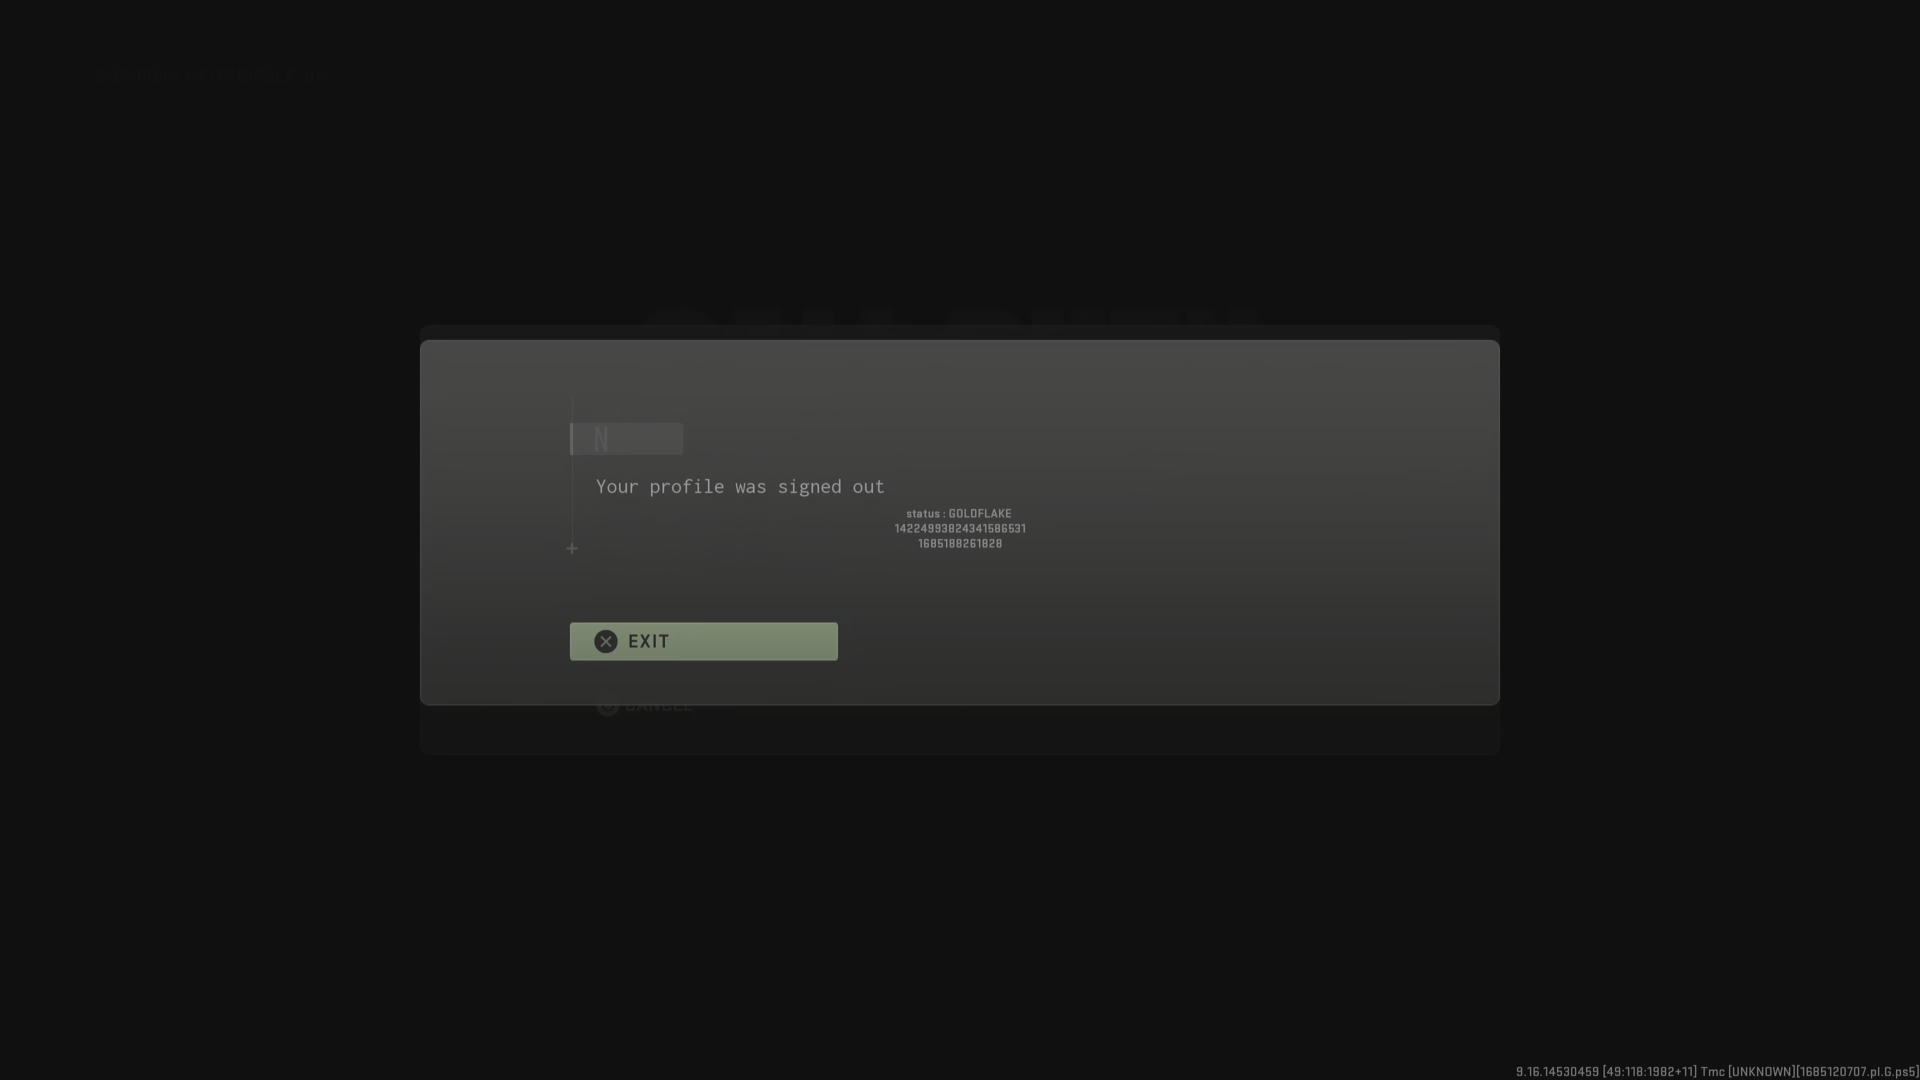 N
Your profile was signed out
status : GOLDFLAKE
14224993824341586531
1685188261828
EXIT
CANCEL
9.16.14530459 [49:118:1982+11] Tmc [UNKNOWN][1685120707.pl.G.ps5]